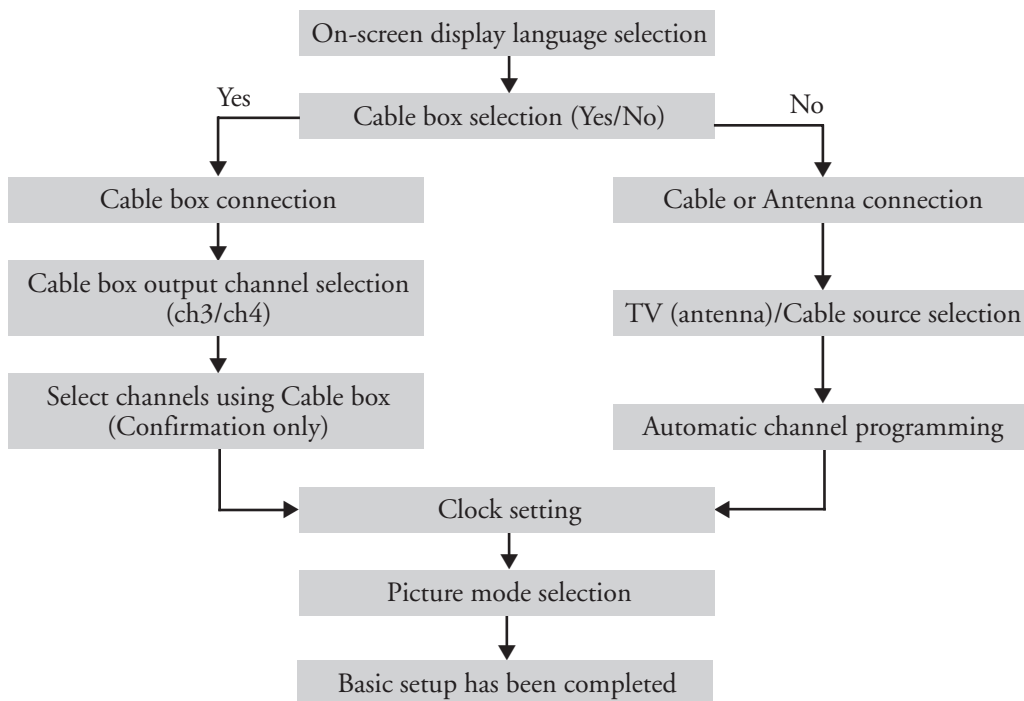 On-screen display language selection
Cable box selection (Yes/No)
Yes
No
Cable box connection
Cable box output channel selection
(ch3/ch4)
Select channels using Cable box
(Confirmation only)
Cable or Antenna connection
TV (antenna)/Cable source selection
Automatic channel programming
Clock setting
Picture mode selection
Basic setup has been completed